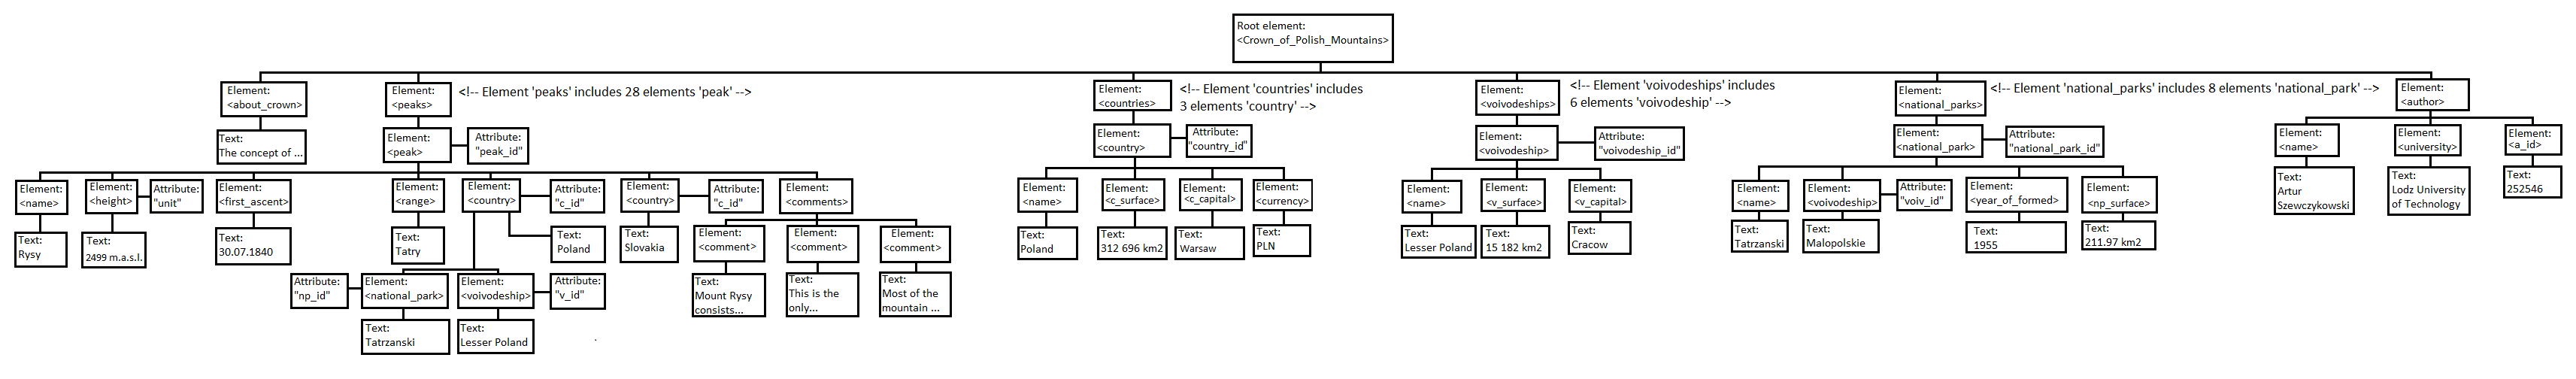 Root element:
<Crown_of_Polish_Mountains>
Element:
<about_crown>
Element:
<peaks>
<!-- Element 'peaks' includes 28 elements 'peak' -->
Element:
<countries>
<!-- Element 'countries' includes
3 elements 'country' -->
Element:
<voivodeships>
<!-- Element 'voivodeships' includes
6 elements 'voivodeship' -->
Element:
<national_parks>
<!-- Element 'national_parks' includes 8 elements 'national_park' -->
Element:
<author>
Text:
The concept of ...
Element:
<peak>
Attribute:
"peak_id"
Element:
<country>
Attribute:
"country_id"
Element:
<voivodeship>
Attribute:
"voivodeship_id"
Element:
<national_park>
Attribute:
"national_park_id"
Element:
<name>
Element:
<university>
Element:
<a_id>
Element:
<name>
Element:
<height>
Attribute:
"unit"
Element:
<first_ascent>
Element:
<range>
Element:
<country>
Attribute:
"c_id"
Element:
<country>
Attribute:
"c_id"
Element:
<comments>
Element:
<name>
Element:
<c_surface>
Element:
<c_capital>
Element:
<currency>
Element:
<name>
Element:
<v_surface>
Element:
<v_capital>
Element:
<name>
Element:
<voivodeship>
Attribute:
"voiv_id"
Element:
<year_of_formed>
Element:
<np_surface>
Text:
Artur
Szewczykowski
Text:
Lodz University
of Technology
Text:
252546
Text:
Rysy
Text:
2499 m.a.s.l.
Text:
30.07.1840
Text:
Tatry
Text:
Poland
Text:
Slovakia
Element:
<comment>
Element:
<comment>
Element:
<comment>
Text:
Poland
Text:
312 696 km2
Text:
Warsaw
Text:
PLN
Text:
Lesser Poland
Text:
15 182 km2
Text:
Cracow
Text:
Tatrzanski
Text:
Malopolskie
Text:
1955
Text:
211.97 km2
Attribute:
"np_id"
Element:
<national_park>
Element:
<voivodeship>
Attribute:
"v_id"
Text:
Mount Rysy
consists...
Text:
This is the
only...
Text:
Most of the
mountain ...
Text:
Tatrzanski
Text:
Lesser Poland